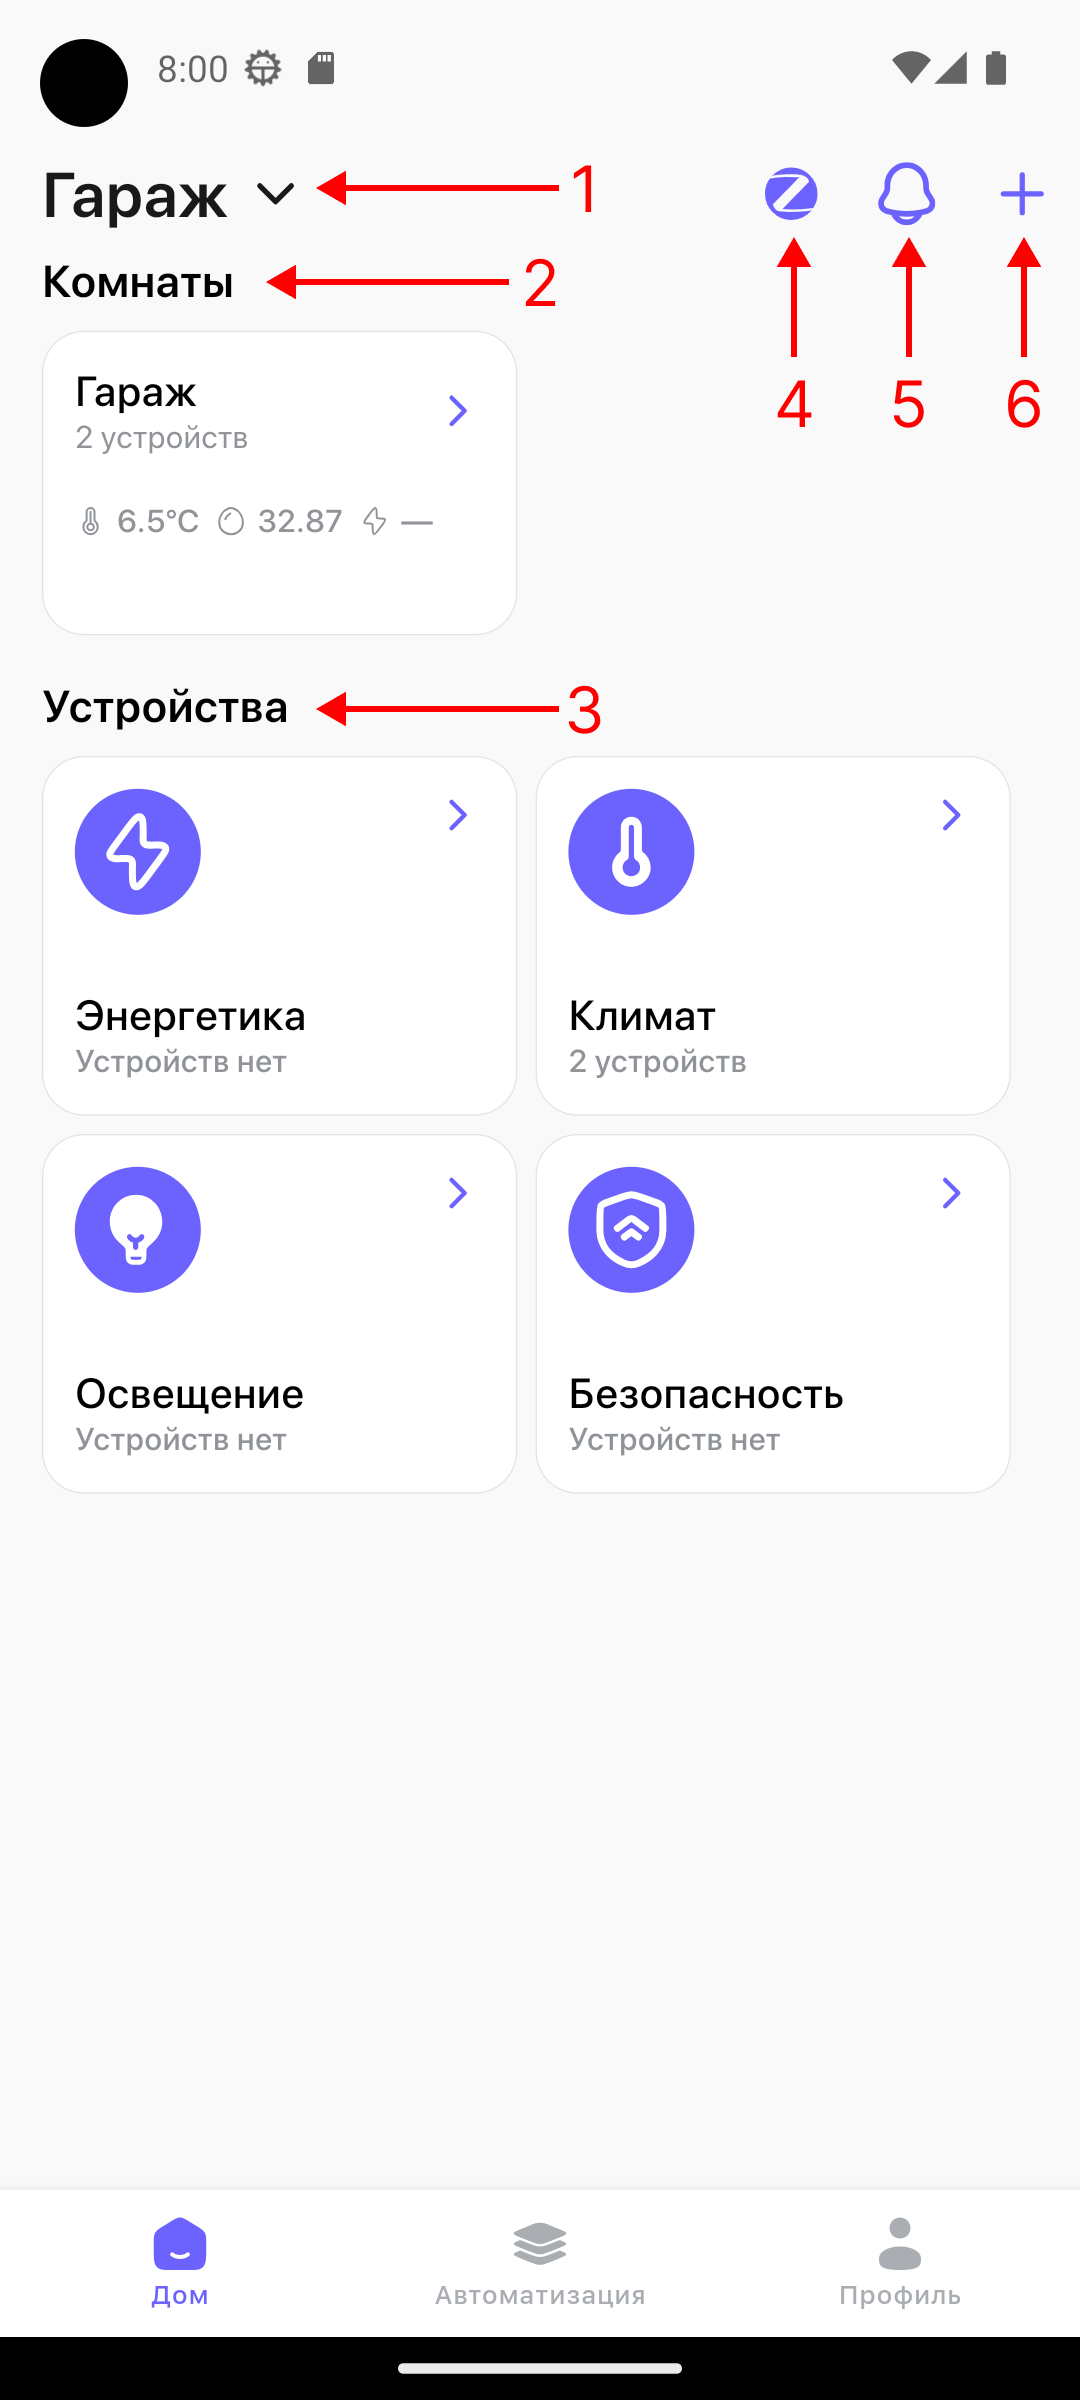 8:00
Гараж 1
Комнаты 2
4 5 6
Гараж
2 устройств
6.5°C 32.87 —
Устройства 3
Энергетика
Устройств нет
Климат
2 устройств
Освещение
Устройств нет
Безопасность
Устройств нет
Дом
Автоматизация
Профиль